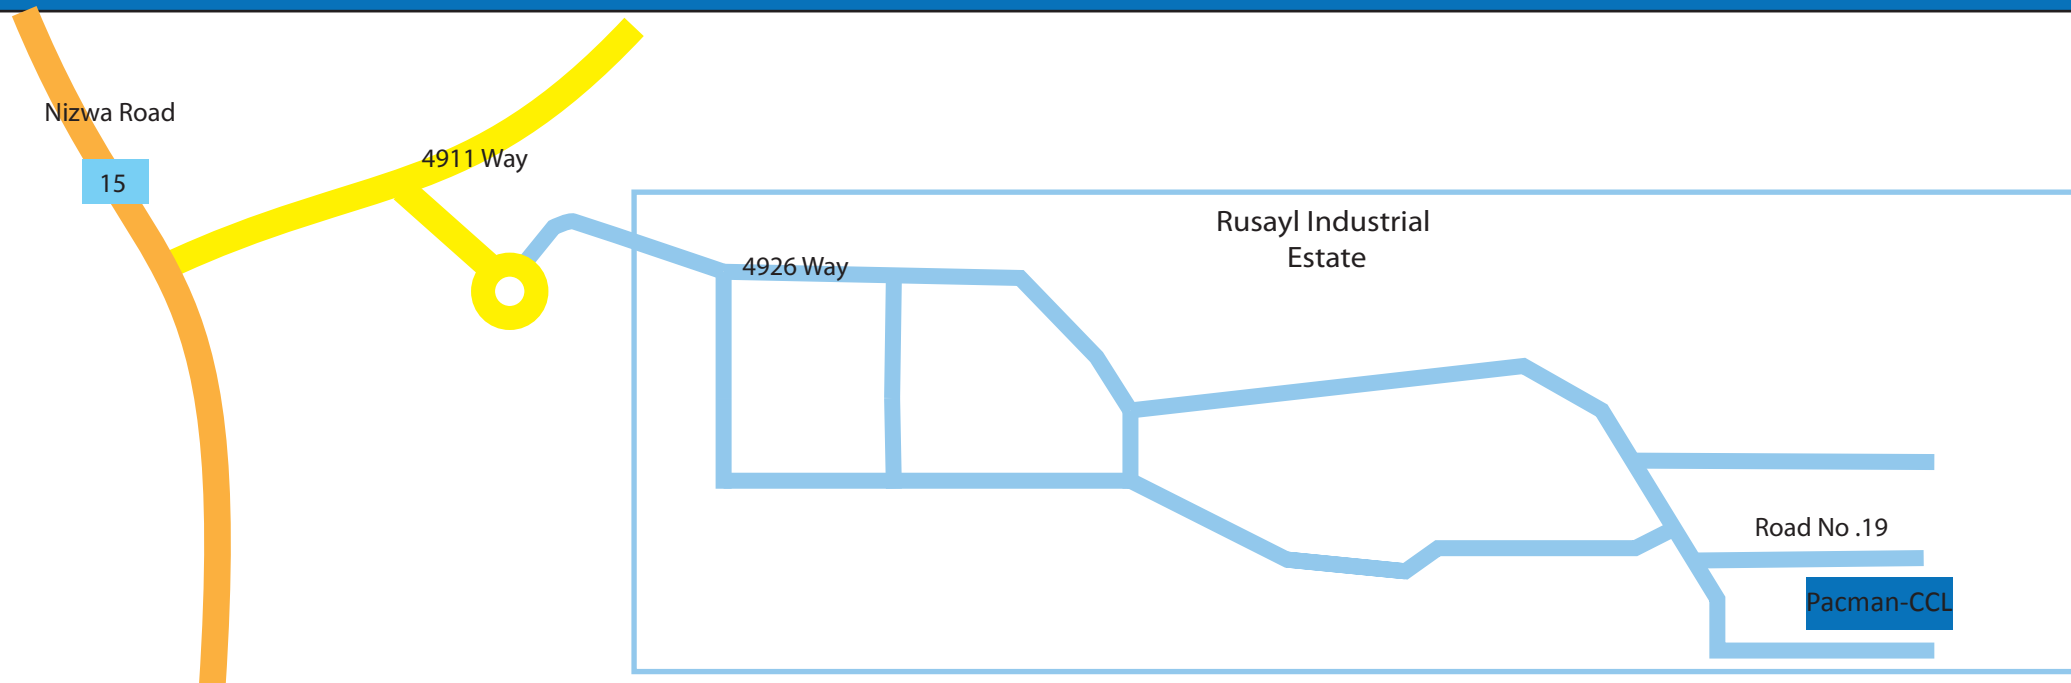 Nizwa Road
15
4911 Way
4926 Way
Rusayl Industrial
Estate
Road No .19
Pacman-CCL